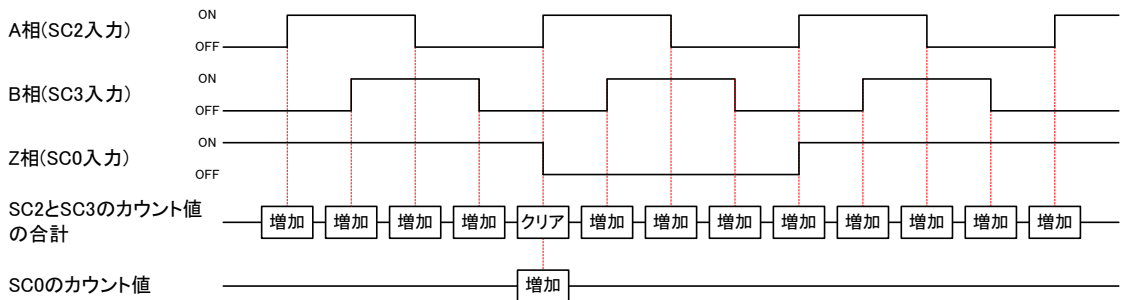 ON
A相(SC2入力)
OFF
ON
B相(SC3入力)
OFF
ON
Z相(SC0入力)
OFF
SC2とSC3のカウント値
の合計
増加 増加 増加 増加 クリア 増加 増加 増加 増加 増加 増加 増加 増加
SC0のカウント値
増加